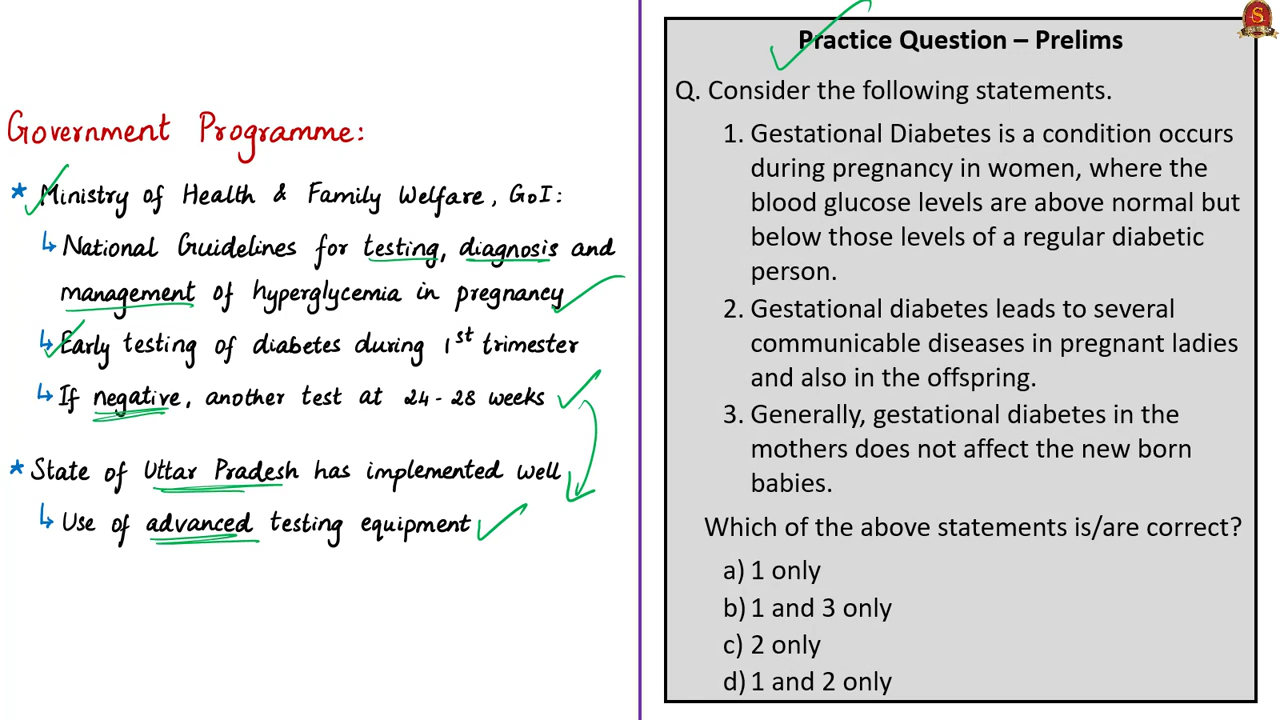 Government Programme:
* Ministry of Health & Family Welfare, GoI:
↳ National Guidelines for testing, diagnosis and
management of hyperglycemia in pregnancy
↳ Early testing of diabetes during 1st trimester
↳ If negative, another test at 24-28 weeks
* State of Uttar Pradesh has implemented well
↳ Use of advanced testing equipment
S
Practice Question – Prelims
Q. Consider the following statements.
1. Gestational Diabetes is a condition occurs
during pregnancy in women, where the
blood glucose levels are above normal but
below those levels of a regular diabetic
person.
2. Gestational diabetes leads to several
communicable diseases in pregnant ladies
and also in the offspring.
3. Generally, gestational diabetes in the
mothers does not affect the new born
babies.
Which of the above statements is/are correct?
a) 1 only
b) 1 and 3 only
c) 2 only
d) 1 and 2 only